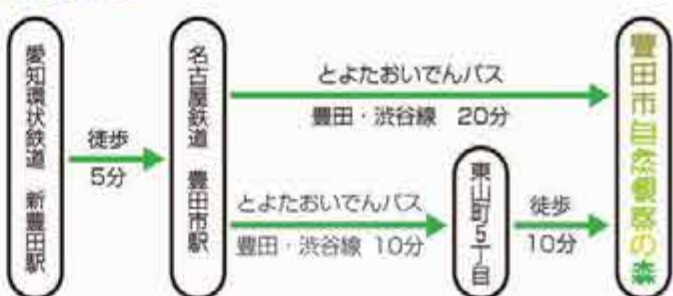 愛知環状鉄道 新豊田駅
徒歩
5分
名古屋鉄道 豊田市駅
とよたおいでんバス
豊田・渋谷線 20分
とよたおいでんバス
豊田・渋谷線 10分
東山町5丁目
徒歩
10分
豊田市自然観察の森